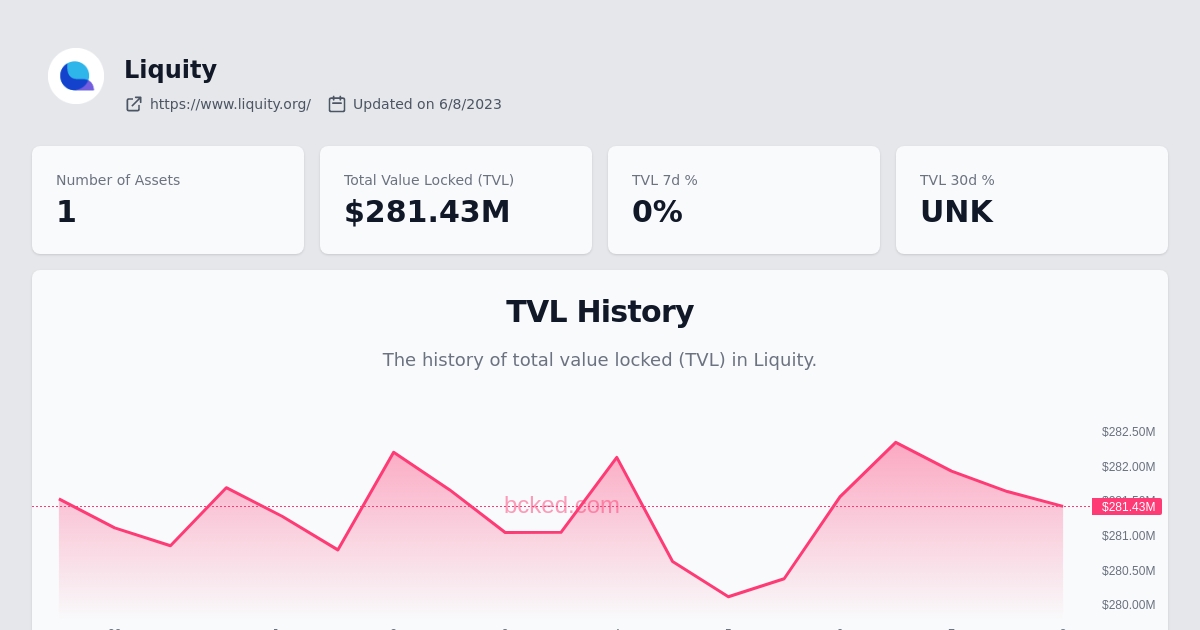 Liquity
https://www.liquity.org/ Updated on 6/8/2023
Number of Assets
1
Total Value Locked (TVL)
$281.43M
TVL 7d %
0%
TVL 30d %
UNK
TVL History
The history of total value locked (TVL) in Liquity.
$282.50M
$282.00M
bcked.com
$281.43M
$281.00M
$280.50M
$280.00M